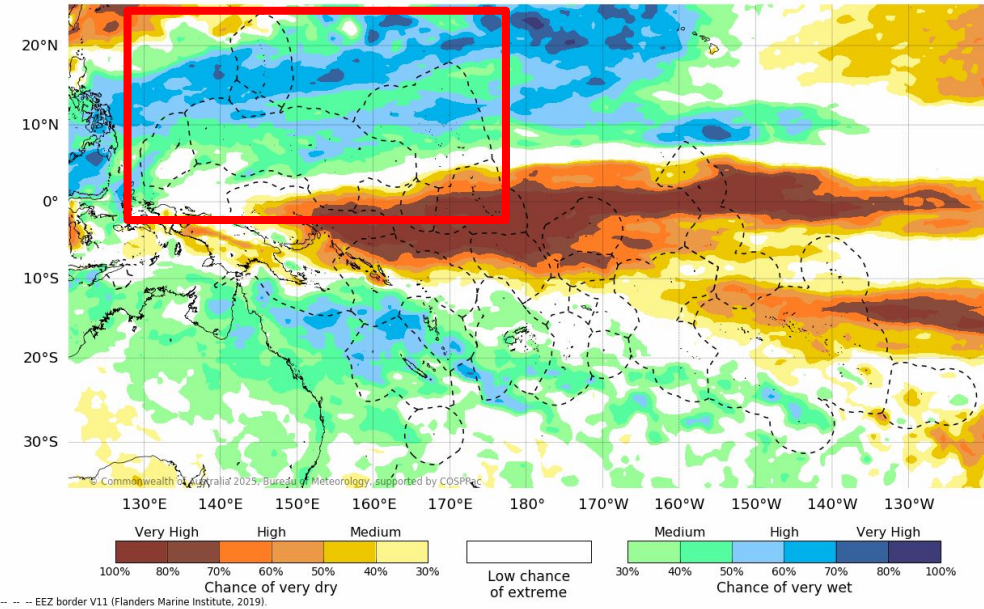 20°N
10°N
0°
10°S
20°S
30°S
© Commonwealth of Australia 2025, Bureau of Meteorology, supported by COSPPac
130°E 140°E 150°E 160°E 170°E 180° 170°W 160°W 150°W 140°W 130°W
Very High High Medium
100% 80% 70% 60% 50% 40% 30%
Chance of very dry
Low chance
of extreme
Medium High Very High
30% 40% 50% 60% 70% 80% 100%
Chance of very wet
-- -- -- EEZ border V11 (Flanders Marine Institute, 2019).